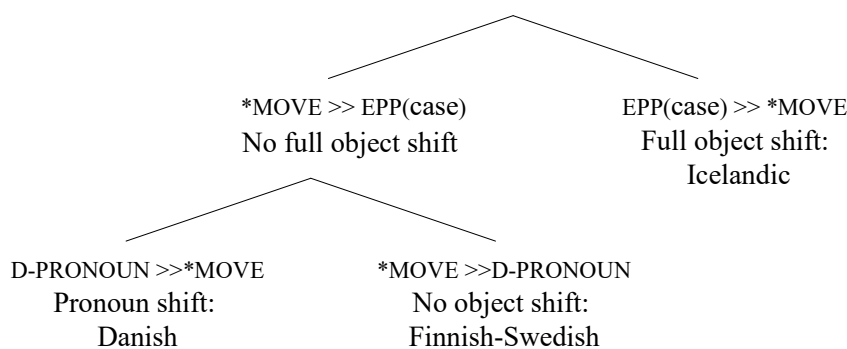 *MOVE >> EPP(case)
No full object shift
EPP(case) >> *MOVE
Full object shift:
Icelandic
D-PRONOUN >>*MOVE
Pronoun shift:
Danish
*MOVE >>D-PRONOUN
No object shift:
Finnish-Swedish